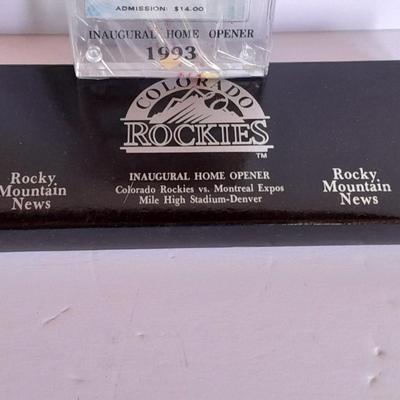 ADMISSION: $14.00
INAUGURAL HOME OPENER
1993
COLORADO
ROCKIES
TM
INAUGURAL HOME OPENER
Colorado Rockies vs. Montreal Expos
Mile High Stadium-Denver
Rocky
Mountain
News
Rocky
Mountain
News